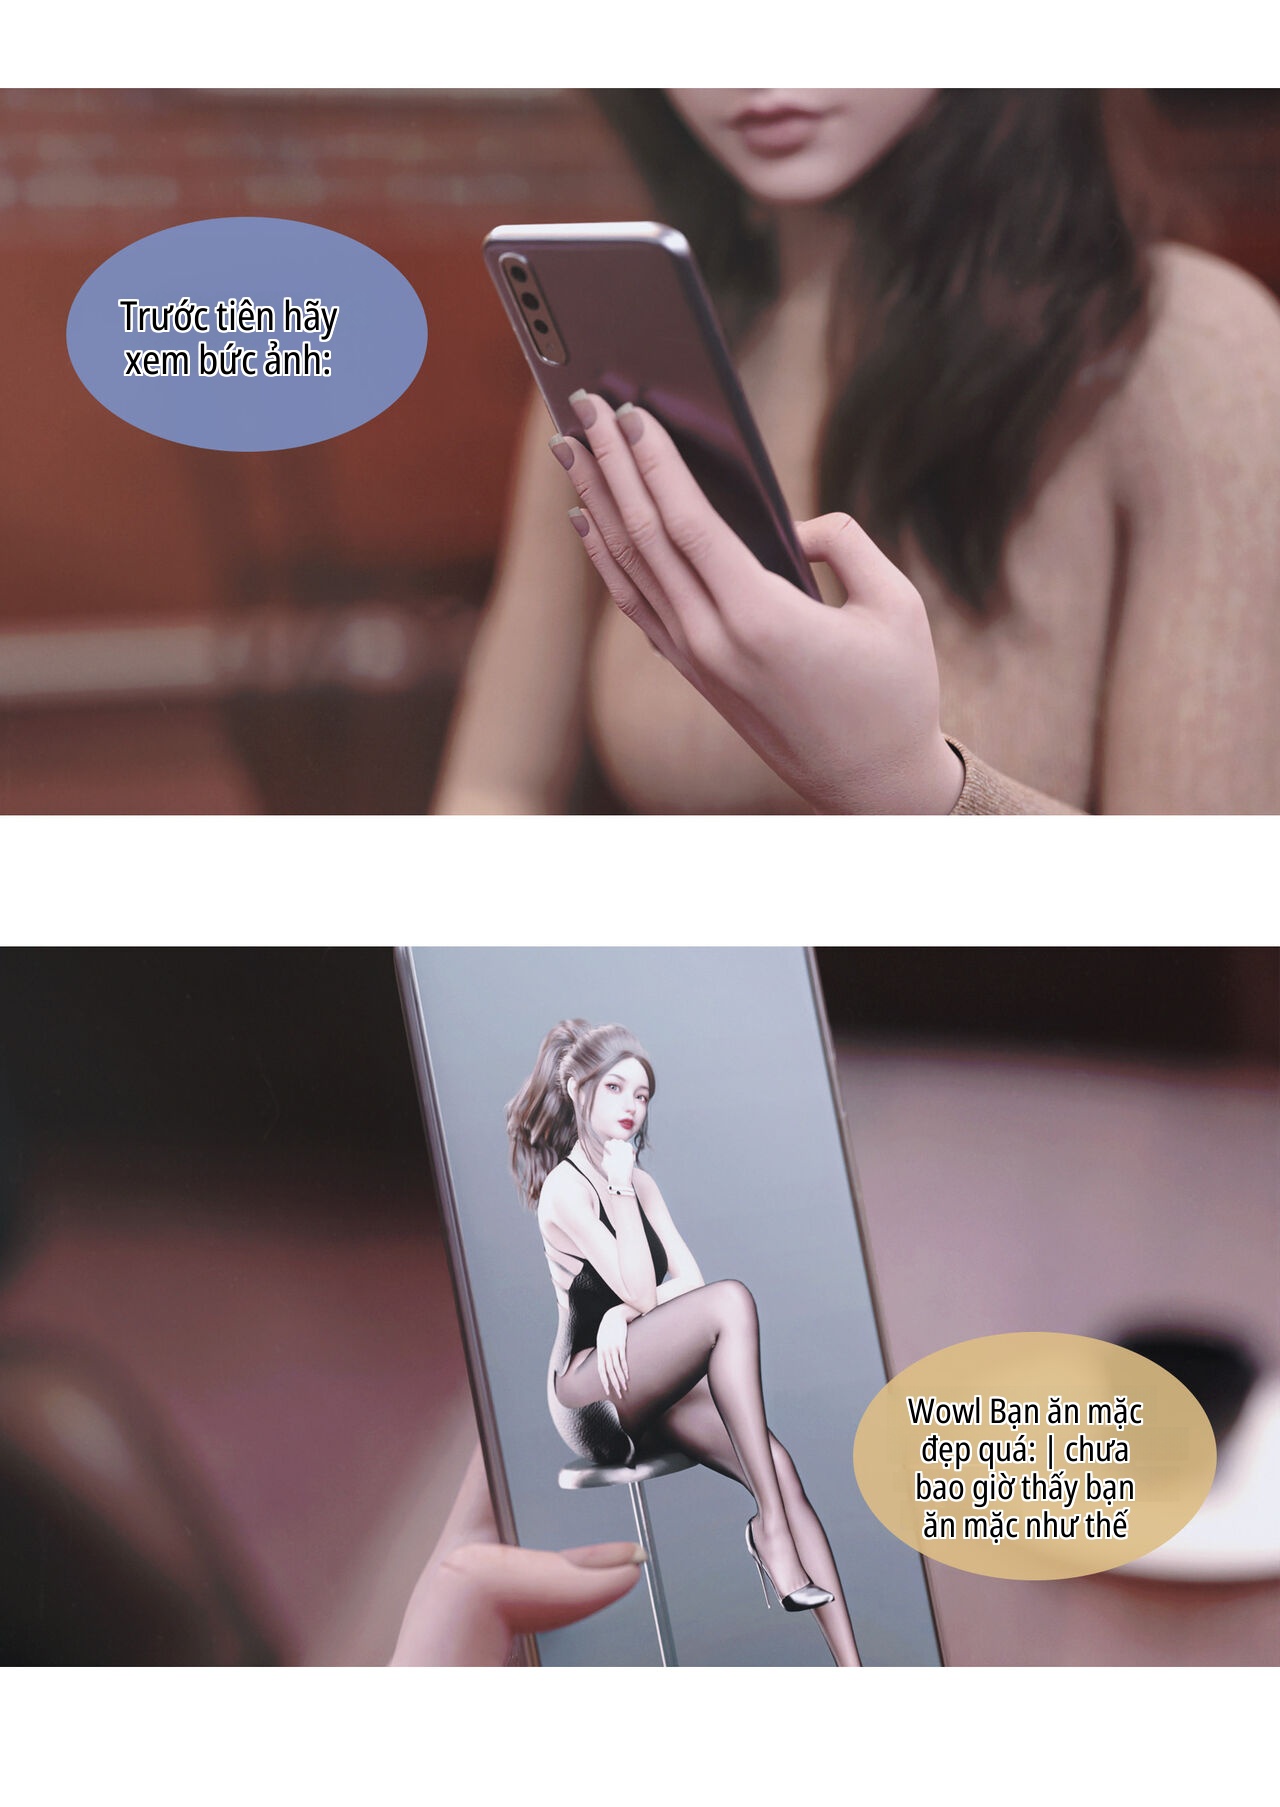 Trước tiên hãy
xem bức ảnh:
Wowl Bạn ăn mặc
đẹp quá: | chưa
bao giờ thấy bạn
ăn mặc như thế